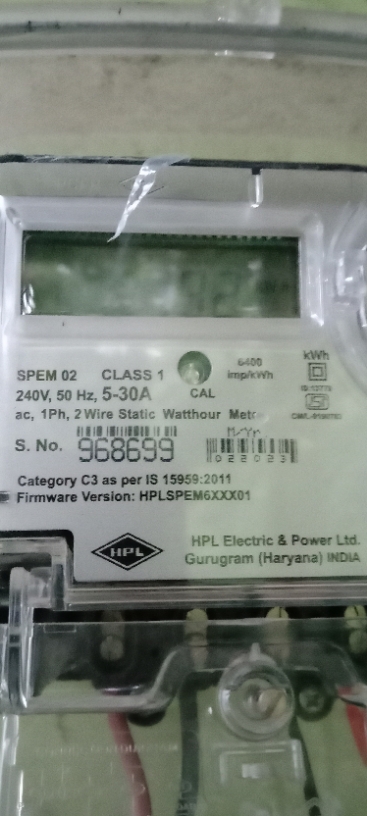 SPEM 02 CLASS 1
6400
imp/kWh
kWh
240V, 50 Hz, 5-30A
CAL
ac, 1Ph, 2 Wire Static Watthour
M/Yr
S. No. 968699
022023
Category C3 as per IS 15959:2011
Firmware Version: HPLSPEM6XXX01
HPL
HPL Electric & Power Ltd.
Gurugram (Haryana) INDIA